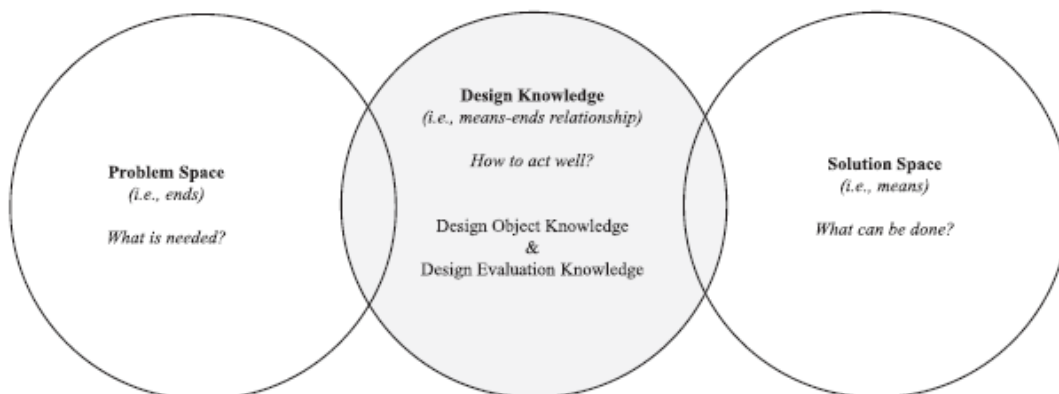 Problem Space
(i.e., ends)
What is needed?
Design Knowledge
(i.e., means-ends relationship)
How to act well?
Design Object Knowledge
&
Design Evaluation Knowledge
Solution Space
(i.e., means)
What can be done?